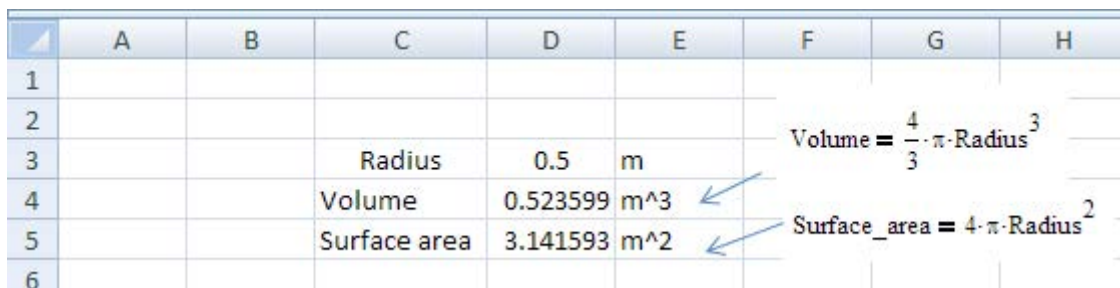 A B C D E F G H
1
2
Volume = 4/3 · π · Radius^3
3 Radius 0.5 m
4 Volume 0.523599 m^3
5 Surface area 3.141593 m^2
Surface_area = 4 · π · Radius^2
6